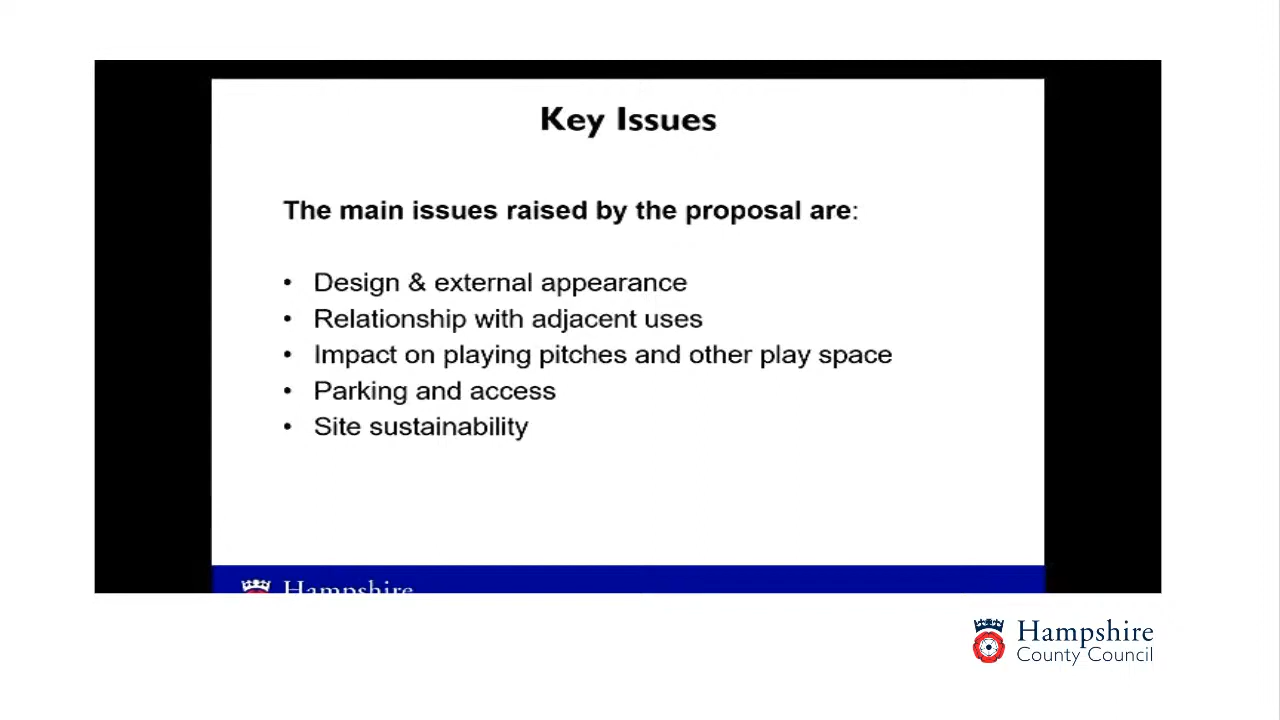 Key Issues
The main issues raised by the proposal are:
• Design & external appearance
• Relationship with adjacent uses
• Impact on playing pitches and other play space
• Parking and access
• Site sustainability
Hampshire
Hampshire
County Council